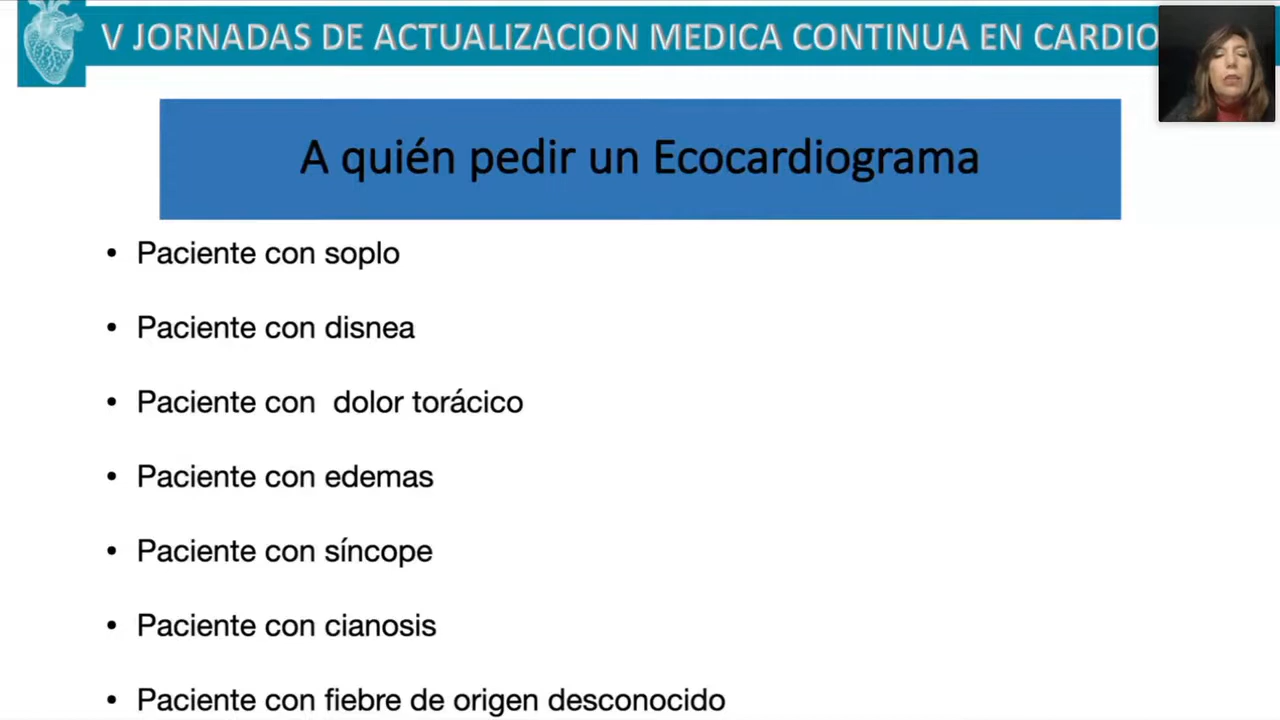 V JORNADAS DE ACTUALIZACION MEDICA CONTINUA EN CARDIO
A quién pedir un Ecocardiograma
• Paciente con soplo
• Paciente con disnea
• Paciente con dolor torácico
• Paciente con edemas
• Paciente con síncope
• Paciente con cianosis
• Paciente con fiebre de origen desconocido